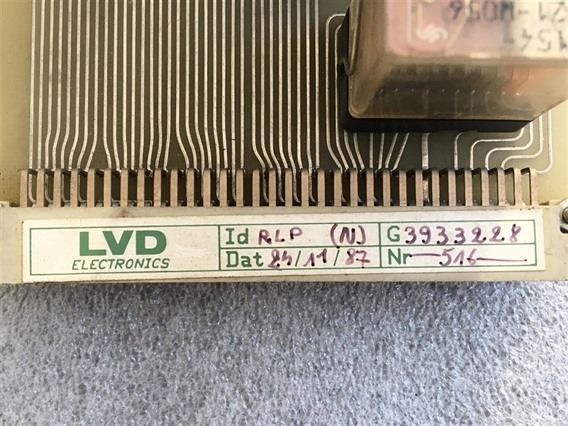 LVD
ELECTRONICS
Id RLP (N) G3933228
Dat 24/11/87 Nr 516